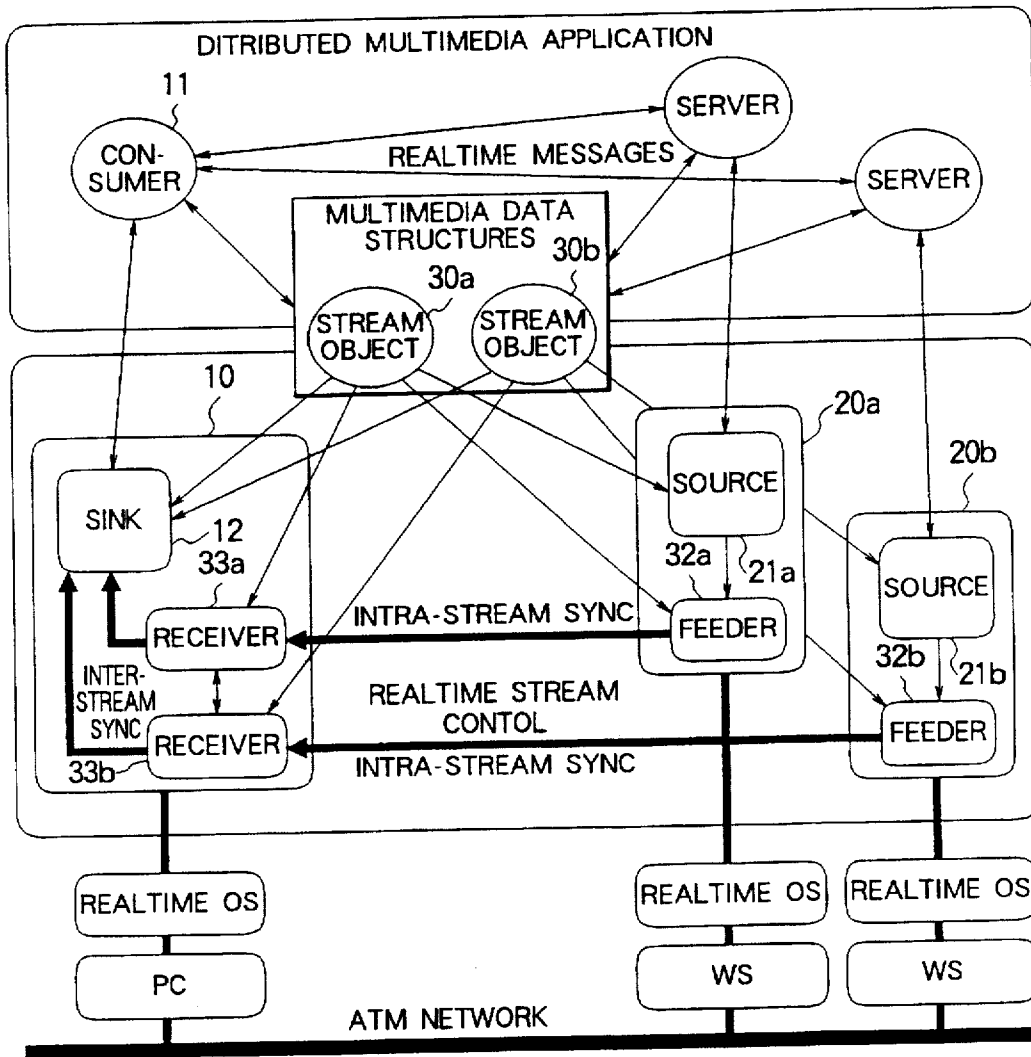 DITRIBUTED MULTIMEDIA APPLICATION
11
SERVER
CON-
SUMER
REALTIME MESSAGES
SERVER
MULTIMEDIA DATA
STRUCTURES
30a
30b
STREAM
OBJECT
STREAM
OBJECT
10
20a
20b
SINK
12
SOURCE
21a
SOURCE
21b
33a
32a
RECEIVER
INTRA-STREAM SYNC
FEEDER
32b
INTER-
STREAM
SYNC
REALTIME STREAM
CONTOL
RECEIVER
33b
INTRA-STREAM SYNC
FEEDER
REALTIME OS
REALTIME OS
REALTIME OS
PC
WS
WS
ATM NETWORK